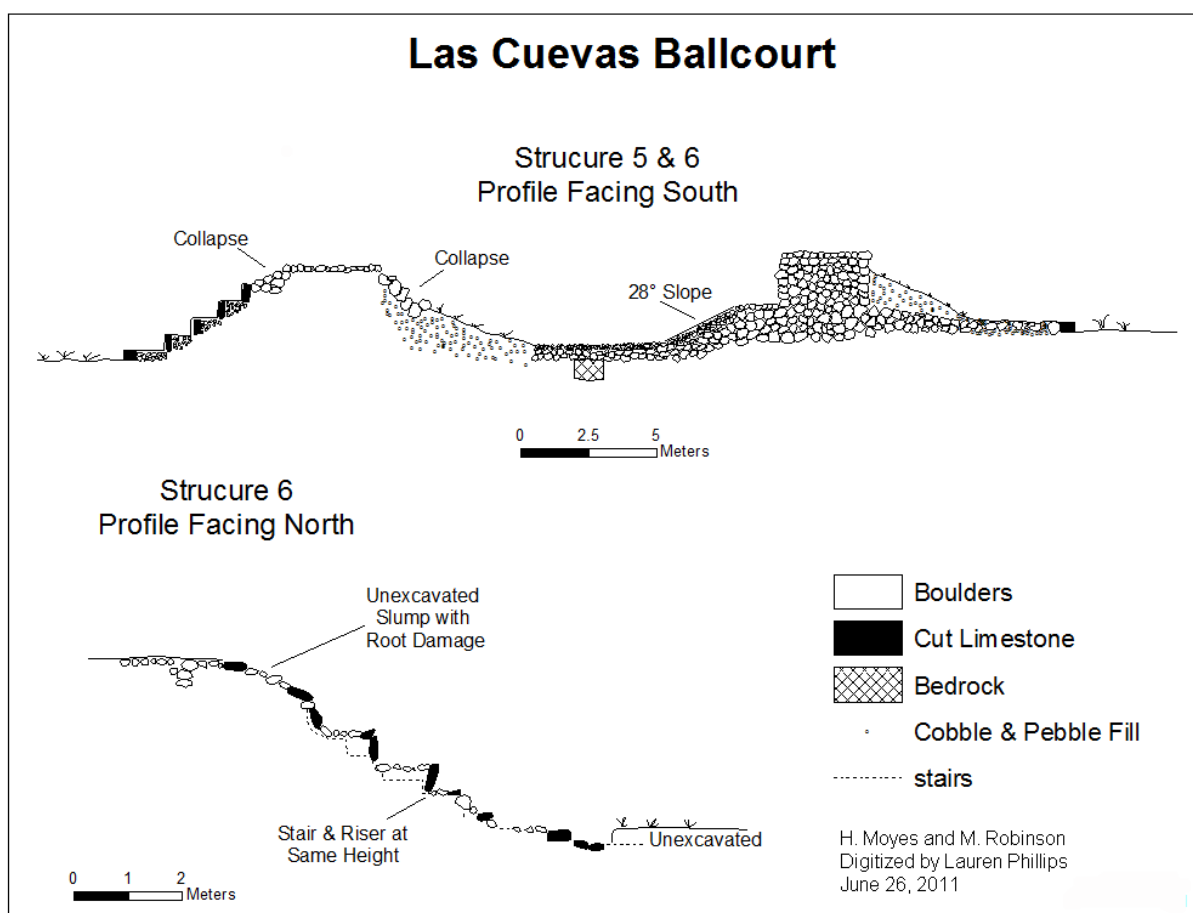 Las Cuevas Ballcourt
Strucure 5 & 6
Profile Facing South
Collapse
Collapse
28° Slope
0 2.5 5
Meters
Strucure 6
Profile Facing North
Unexcavated
Slump with
Root Damage
Stair & Riser at
Same Height
Unexcavated
0 1 2
Meters
Boulders
Cut Limestone
Bedrock
Cobble & Pebble Fill
stairs
H. Moyes and M. Robinson
Digitized by Lauren Phillips
June 26, 2011